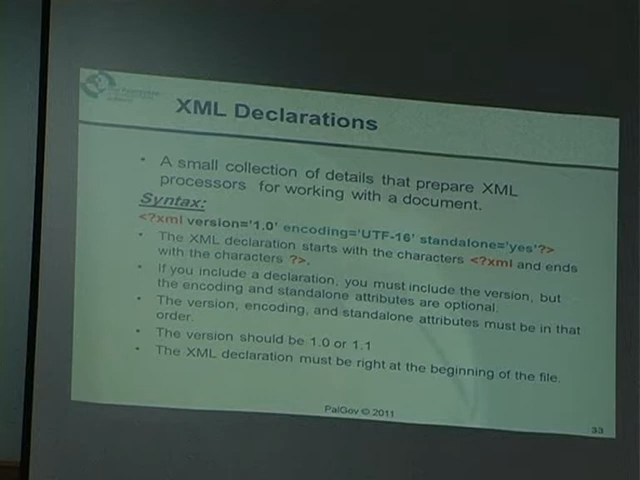 XML Declarations
• A small collection of details that prepare XML
processors for working with a document.
Syntax:
<?xml version='1.0' encoding='UTF-16' standalone='yes'?>
• The XML declaration starts with the characters <?xml and ends
with the characters ?>.
• If you include a declaration, you must include the version, but
the encoding and standalone attributes are optional.
• The version, encoding, and standalone attributes must be in that
order.
• The version should be 1.0 or 1.1
• The XML declaration must be right at the beginning of the file.
PalGov © 2011
33